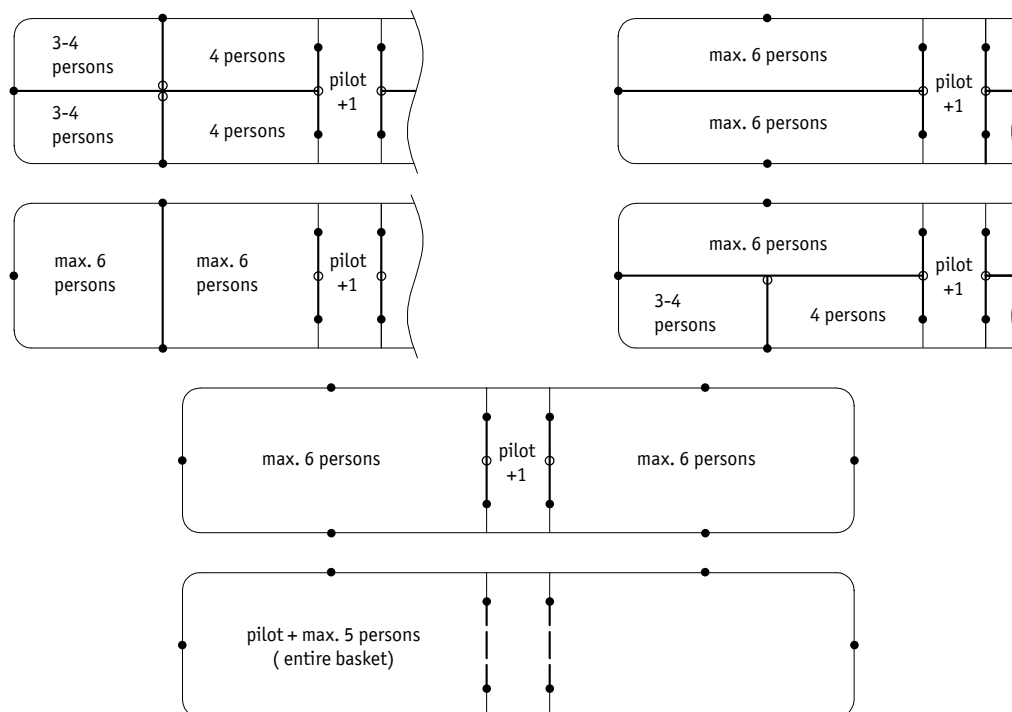 3-4
persons
4 persons
pilot
+1
3-4
persons
4 persons
max. 6 persons
pilot
+1
max. 6 persons
max. 6
persons
max. 6
persons
pilot
+1
max. 6 persons
pilot
+1
3-4
persons
4 persons
max. 6 persons
pilot
+1
max. 6 persons
pilot + max. 5 persons
( entire basket)